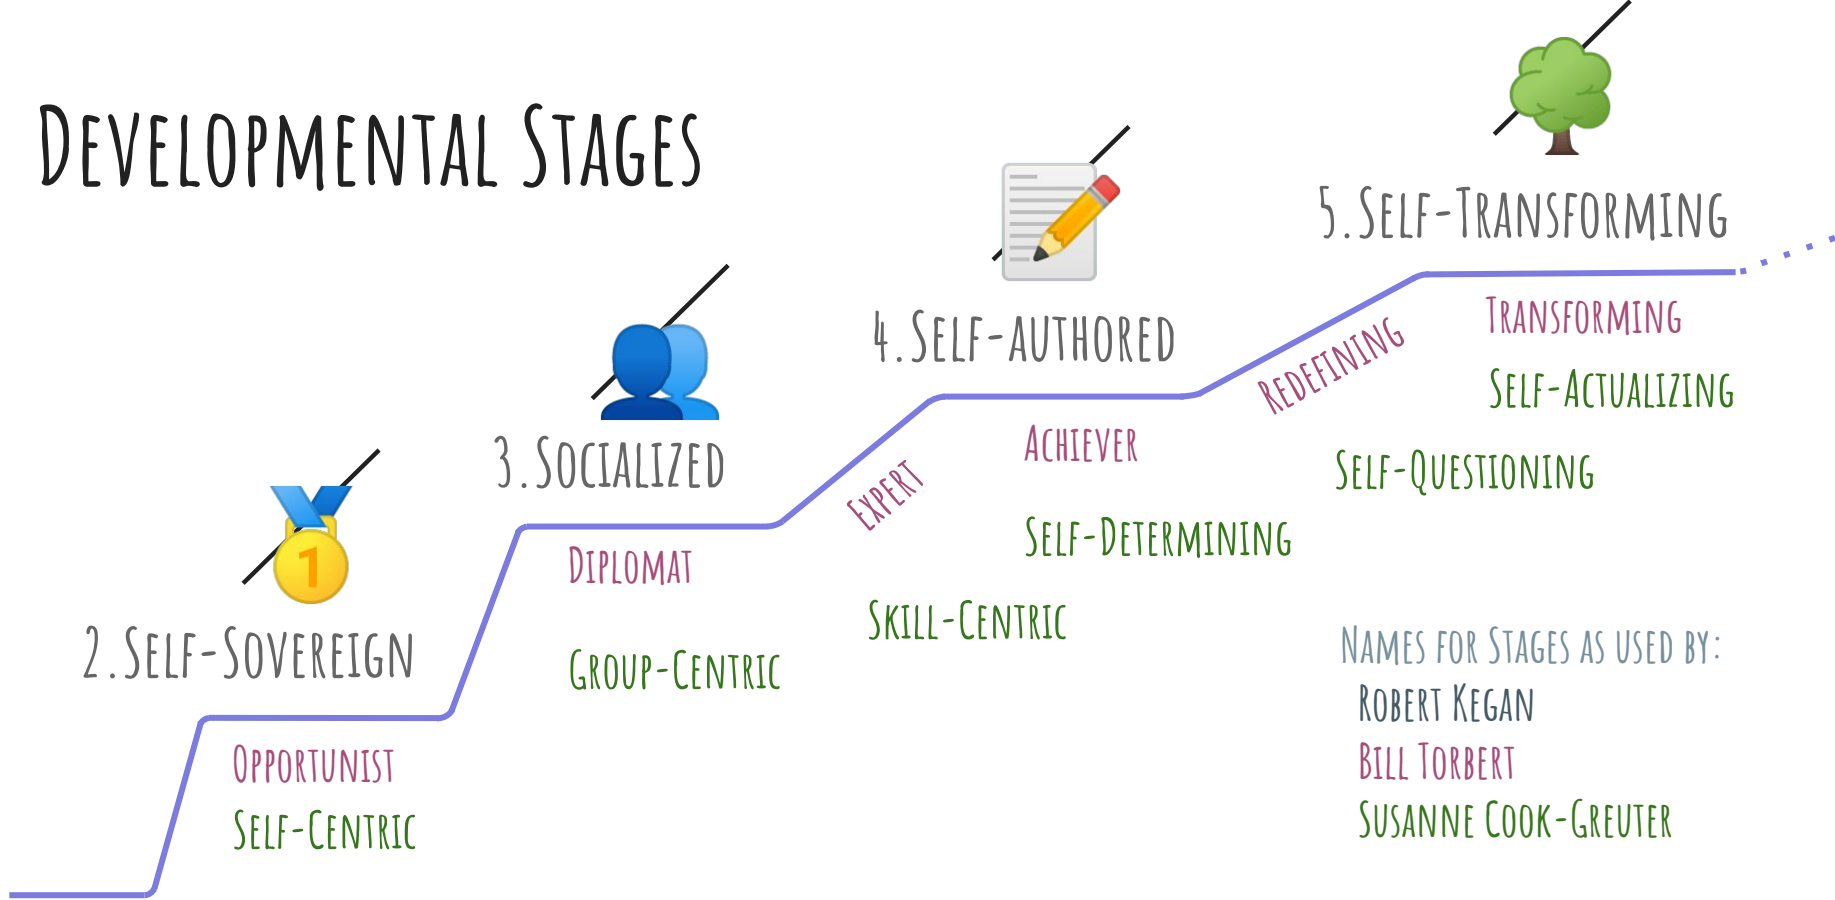 Developmental Stages
5.Self-Transforming
4.Self-authored
3.Socialized
2.Self-Sovereign
Transforming
Redefining
Self-Actualizing
Achiever
Self-Questioning
Expert
Self-Determining
Diplomat
Skill-Centric
Group-Centric
Opportunist
Self-Centric
1
Names for Stages as used by:
Robert Kegan
Bill Torbert
Susanne Cook-Greuter